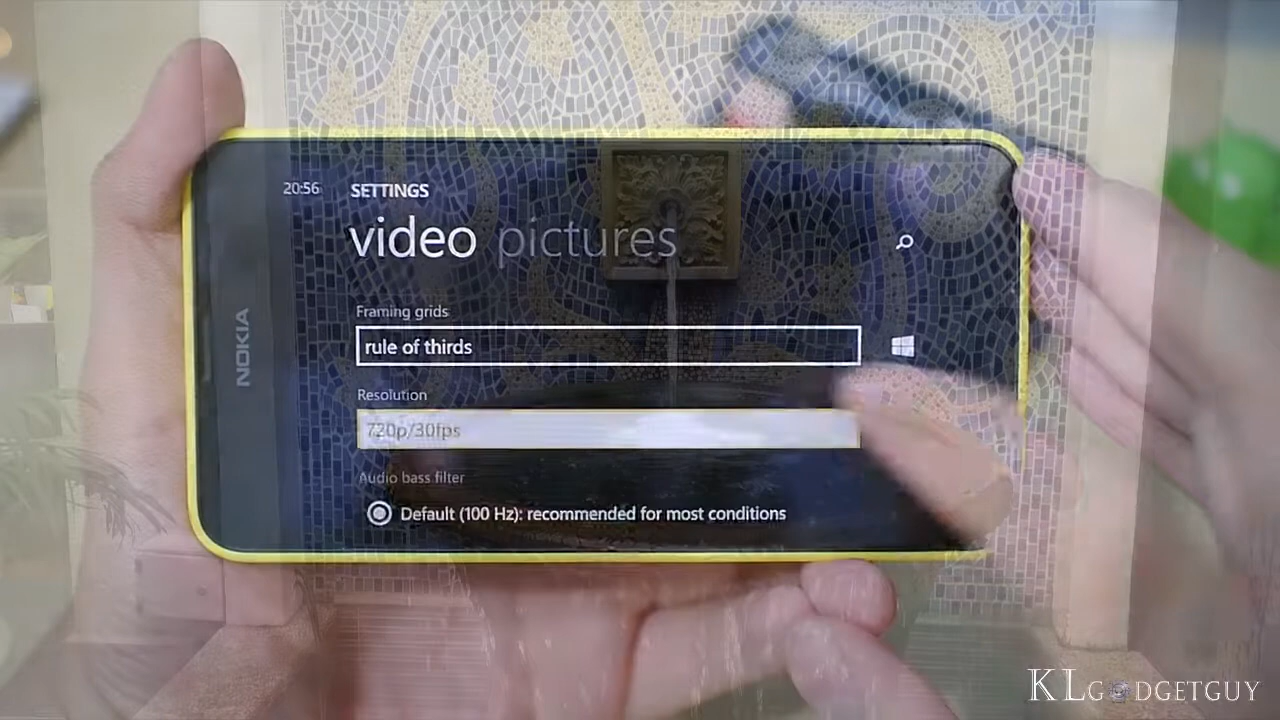 20:56 SETTINGS
video pictures
Framing grids
rule of thirds
NOKIA
Resolution
720p/30fps
Audio bass filter
Default (100 Hz): recommended for most conditions
KLGADGETGUY